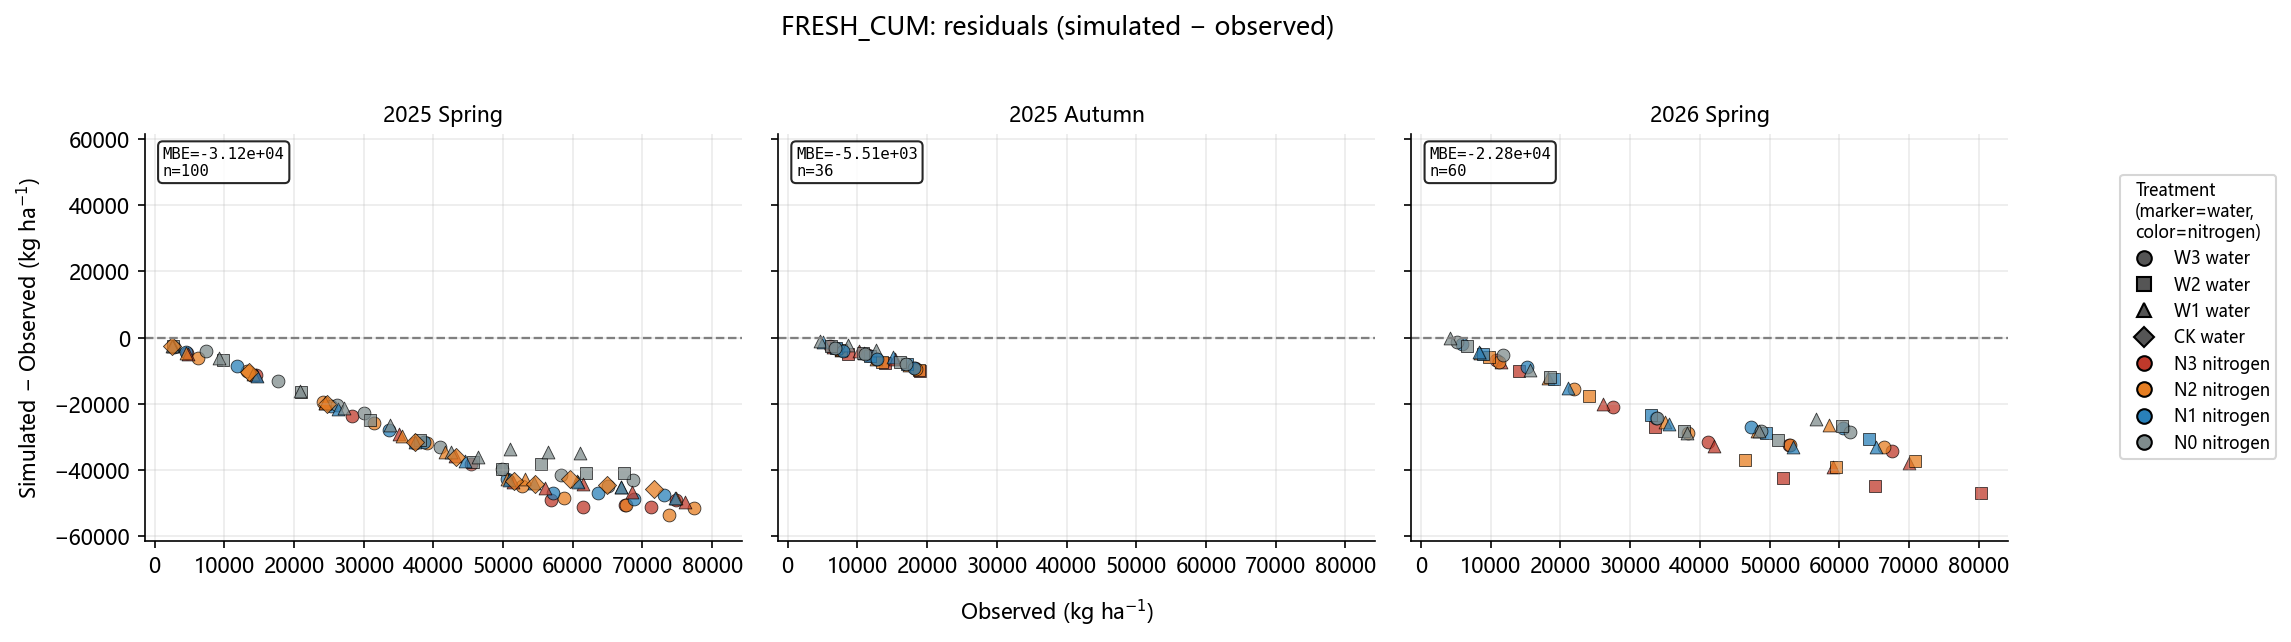 FRESH_CUM: residuals (simulated − observed)
2025 Spring
2025 Autumn
2026 Spring
MBE=-3.12e+04
n=100
MBE=-5.51e+03
n=36
MBE=-2.28e+04
n=60
Simulated − Observed (kg ha⁻¹)
60000
40000
20000
0
−20000
−40000
−60000
0 10000 20000 30000 40000 50000 60000 70000 80000
0 10000 20000 30000 40000 50000 60000 70000 80000
0 10000 20000 30000 40000 50000 60000 70000 80000
Observed (kg ha⁻¹)
Treatment
(marker=water,
color=nitrogen)
W3 water
W2 water
W1 water
CK water
N3 nitrogen
N2 nitrogen
N1 nitrogen
N0 nitrogen